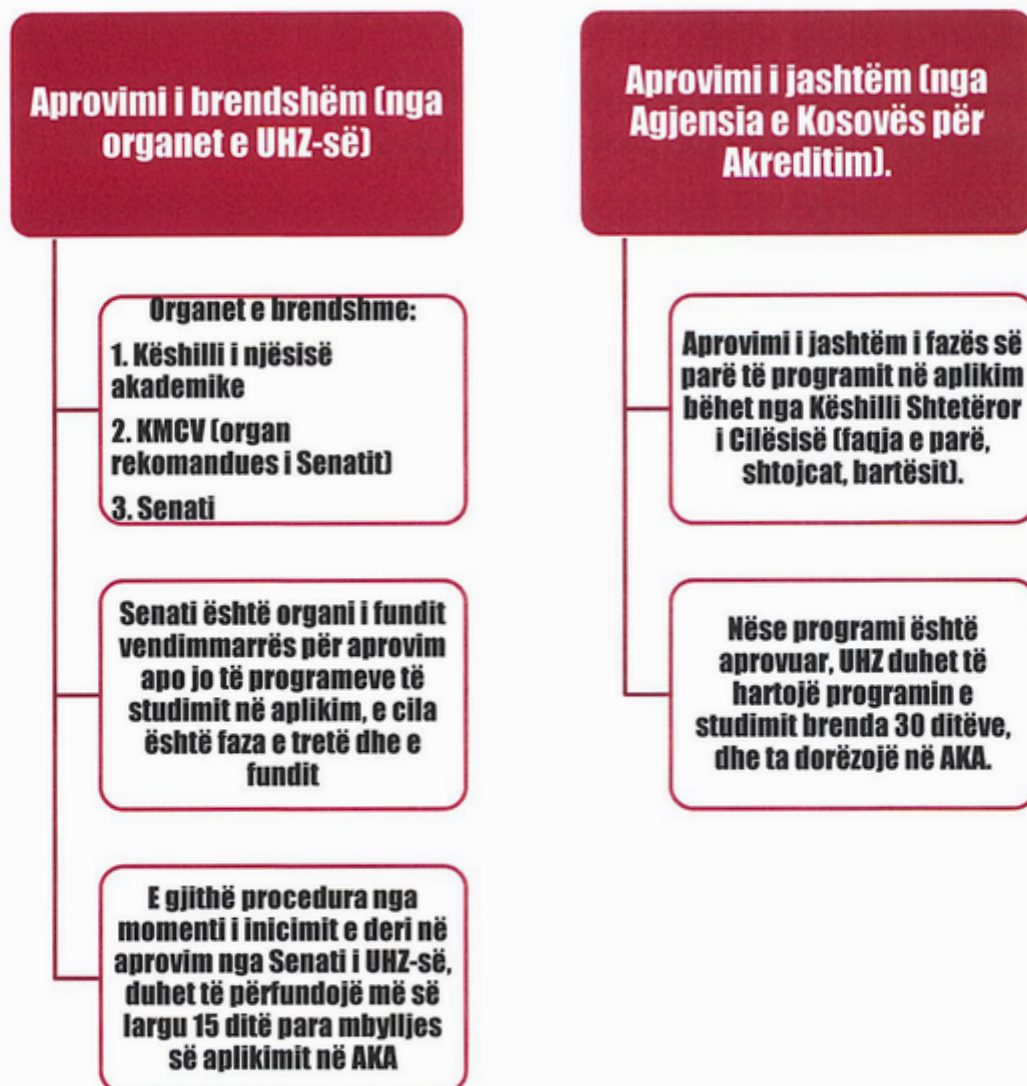 Aprovimi i brendshëm (nga
organet e UHZ-së)
Organet e brendshme:
1. Këshilli i njësisë
akademike
2. KMCV (organ
rekomandues i Senatit)
3. Senati
Senati është organi i fundit
vendimmarrës për aprovim
apo jo të programeve të
studimit në aplikim, e cila
është faza e tretë dhe e
fundit
E gjithë procedura nga
momenti i inicimit e deri në
aprovim nga Senati i UHZ-së,
duhet të përfundojë më së
largu 15 ditë para mbylljes
së aplikimit në AKA
Aprovimi i jashtëm (nga
Agjensia e Kosovës për
Akreditim).
Aprovimi i jashtëm i fazës së
parë të programit në aplikim
bëhet nga Këshilli Shtetëror
i Cilësisë (faqja e parë,
shtojcat, bartësit).
Nëse programi është
aprovuar, UHZ duhet të
hartojë programin e
studimit brenda 30 ditëve,
dhe ta dorëzojë në AKA.